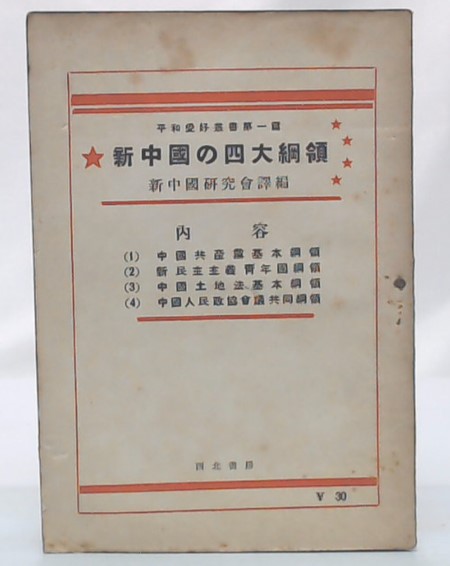 平和愛好叢書第一篇
新中國の四大綱領
新中國研究會譯編
內容
(1) 中國共產黨基本綱領
(2) 新民主主義靑年團綱領
(3) 中國土地法基本綱領
(4) 中國人民政協會議共同綱領
西北書房
¥ 30